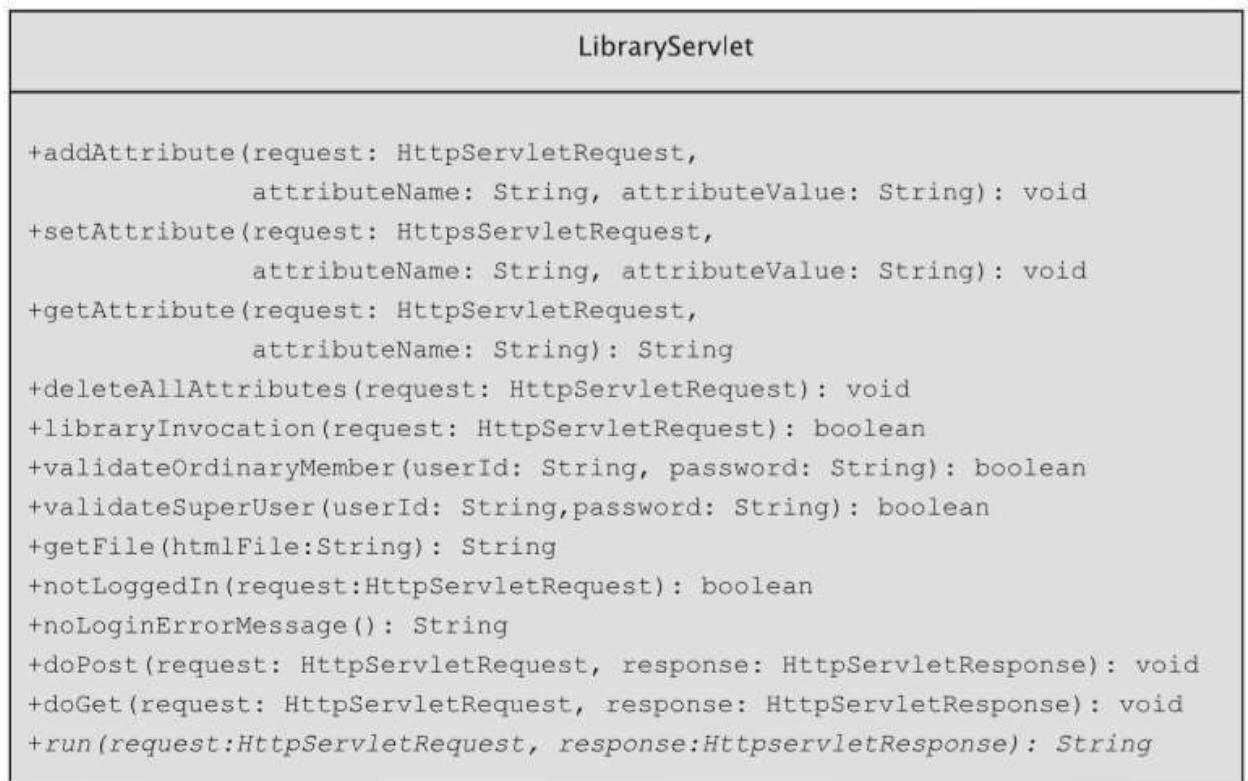 LibraryServlet
+addAttribute(request: HttpServletRequest,
attributeName: String, attributeValue: String): void
+setAttribute(request: HttpsServletRequest,
attributeName: String, attributeValue: String): void
+getAttribute(request: HttpServletRequest,
attributeName: String): String
+deleteAllAttributes(request: HttpServletRequest): void
+libraryInvocation(request: HttpServletRequest): boolean
+validateOrdinaryMember(userId: String, password: String): boolean
+validateSuperUser(userId: String,password: String): boolean
+getFile(htmlFile:String): String
+notLoggedIn(request:HttpServletRequest): boolean
+noLoginErrorMessage(): String
+doPost(request: HttpServletRequest, response: HttpServletResponse): void
+doGet(request: HttpServletRequest, response: HttpServletResponse): void
+run(request:HttpServletRequest, response:HttpservletResponse): String